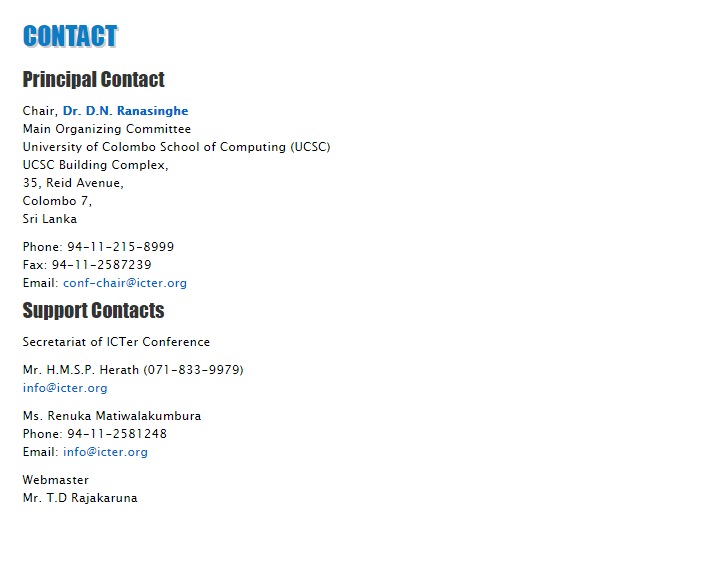 CONTACT
Principal Contact
Chair, Dr. D.N. Ranasinghe
Main Organizing Committee
University of Colombo School of Computing (UCSC)
UCSC Building Complex,
35, Reid Avenue,
Colombo 7,
Sri Lanka
Phone: 94-11-215-8999
Fax: 94-11-2587239
Email: conf-chair@icter.org
Support Contacts
Secretariat of ICTer Conference
Mr. H.M.S.P. Herath (071-833-9979)
info@icter.org
Ms. Renuka Matiwalakumbura
Phone: 94-11-2581248
Email: info@icter.org
Webmaster
Mr. T.D Rajakaruna